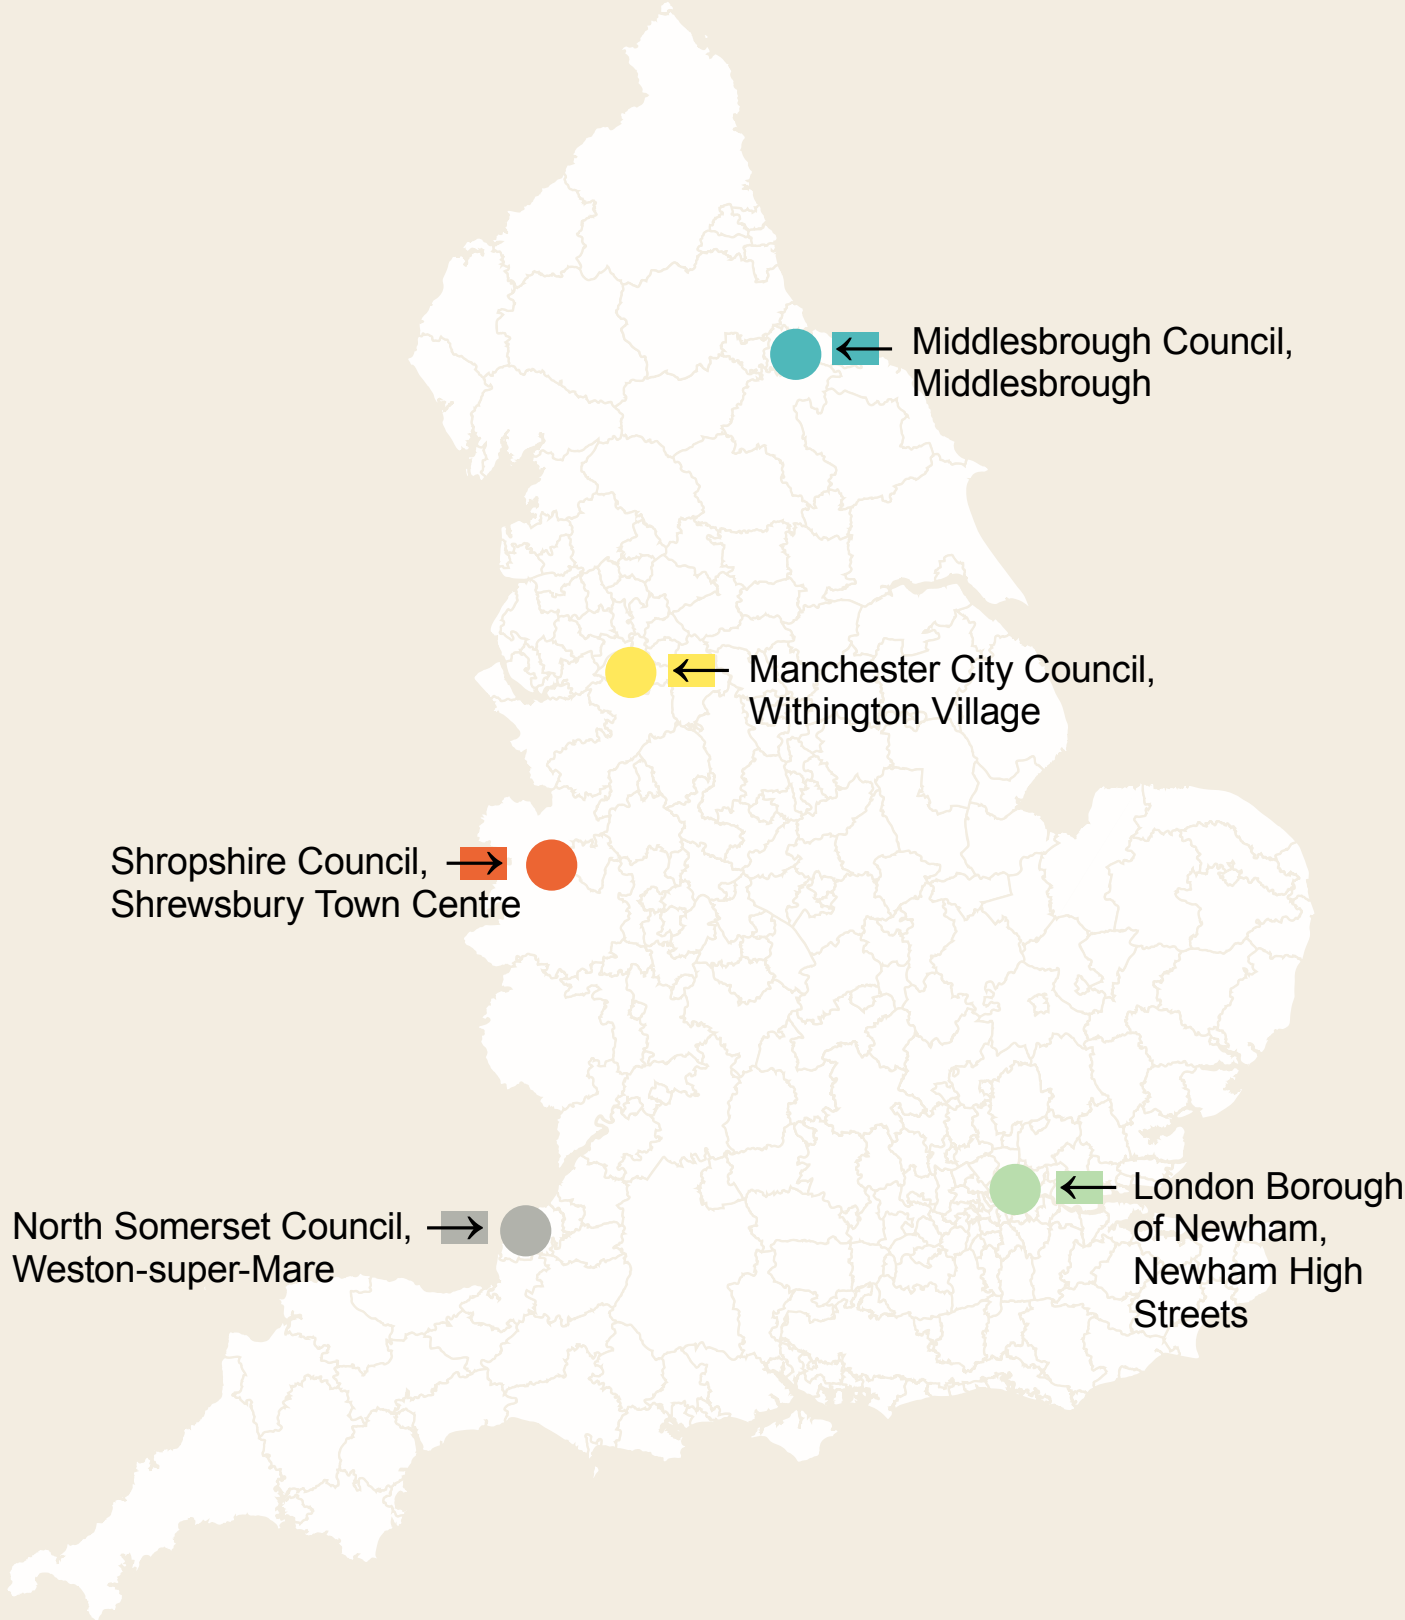 Middlesbrough Council,
Middlesbrough
Manchester City Council,
Withington Village
Shropshire Council,
Shrewsbury Town Centre
London Borough
of Newham,
Newham High
Streets
North Somerset Council,
Weston-super-Mare